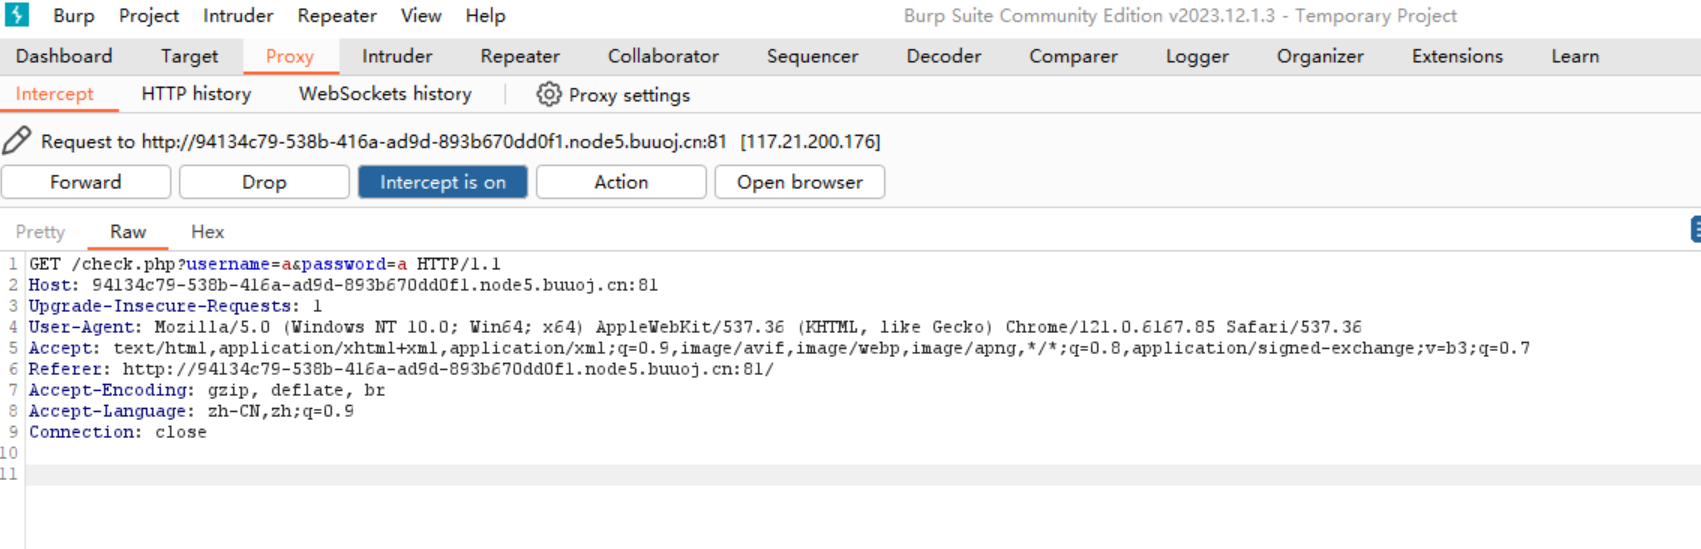 Burp Project Intruder Repeater View Help Burp Suite Community Edition v2023.12.1.3 - Temporary Project
Dashboard Target Proxy Intruder Repeater Collaborator Sequencer Decoder Comparer Logger Organizer Extensions Learn
Intercept HTTP history WebSockets history Proxy settings
Request to http://94134c79-538b-416a-ad9d-893b670dd0f1.node5.buuoj.cn:81 [117.21.200.176]
Forward Drop Intercept is on Action Open browser
Pretty Raw Hex
1 GET /check.php?username=a&password=a HTTP/1.1
2 Host: 94134c79-538b-416a-ad9d-893b670dd0f1.node5.buuoj.cn:81
3 Upgrade-Insecure-Requests: 1
4 User-Agent: Mozilla/5.0 (Windows NT 10.0; Win64; x64) AppleWebKit/537.36 (KHTML, like Gecko) Chrome/121.0.6167.85 Safari/537.36
5 Accept: text/html,application/xhtml+xml,application/xml;q=0.9,image/avif,image/webp,image/apng,*/*;q=0.8,application/signed-exchange;v=b3;q=0.7
6 Referer: http://94134c79-538b-416a-ad9d-893b670dd0f1.node5.buuoj.cn:81/
7 Accept-Encoding: gzip, deflate, br
8 Accept-Language: zh-CN,zh;q=0.9
9 Connection: close
10
11